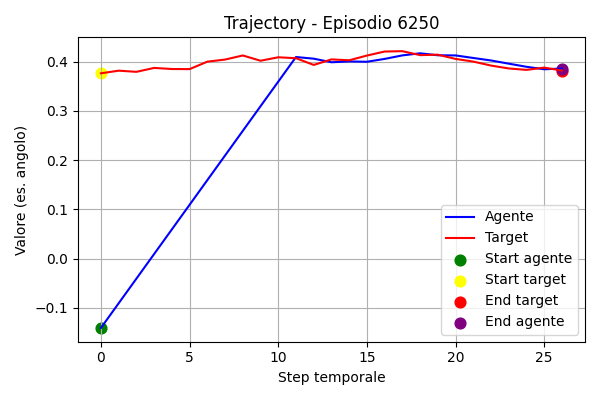 Trajectory - Episodio 6250
Valore (es. angolo)
0.4
0.3
0.2
0.1
0.0
−0.1
0
5
10
15
20
25
Step temporale
Agente
Target
Start agente
Start target
End target
End agente